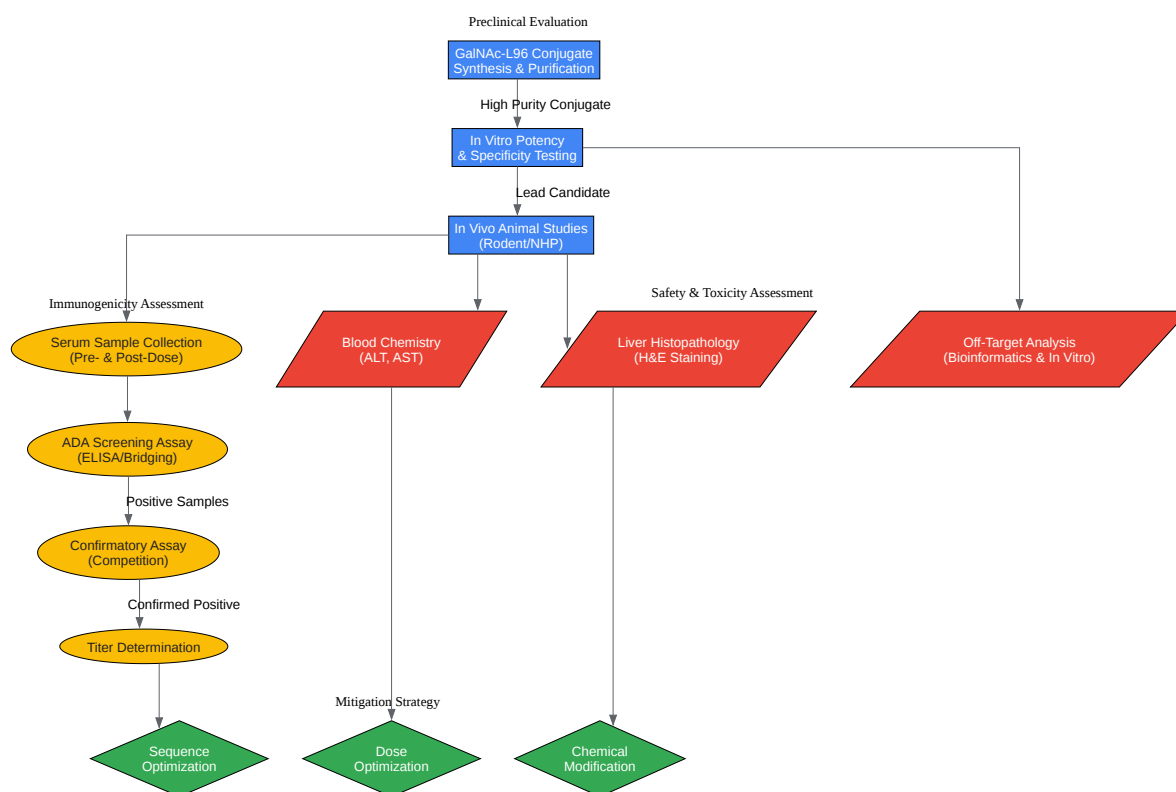 Preclinical Evaluation
GalNAc-L96 Conjugate
Synthesis & Purification
High Purity Conjugate
In Vitro Potency
& Specificity Testing
Lead Candidate
In Vivo Animal Studies
(Rodent/NHP)
Immunogenicity Assessment
Safety & Toxicity Assessment
Serum Sample Collection
(Pre- & Post-Dose)
Blood Chemistry
(ALT, AST)
Liver Histopathology
(H&E Staining)
Off-Target Analysis
(Bioinformatics & In Vitro)
ADA Screening Assay
(ELISA/Bridging)
Positive Samples
Confirmatory Assay
(Competition)
Confirmed Positive
Titer Determination
Mitigation Strategy
Sequence
Optimization
Dose
Optimization
Chemical
Modification